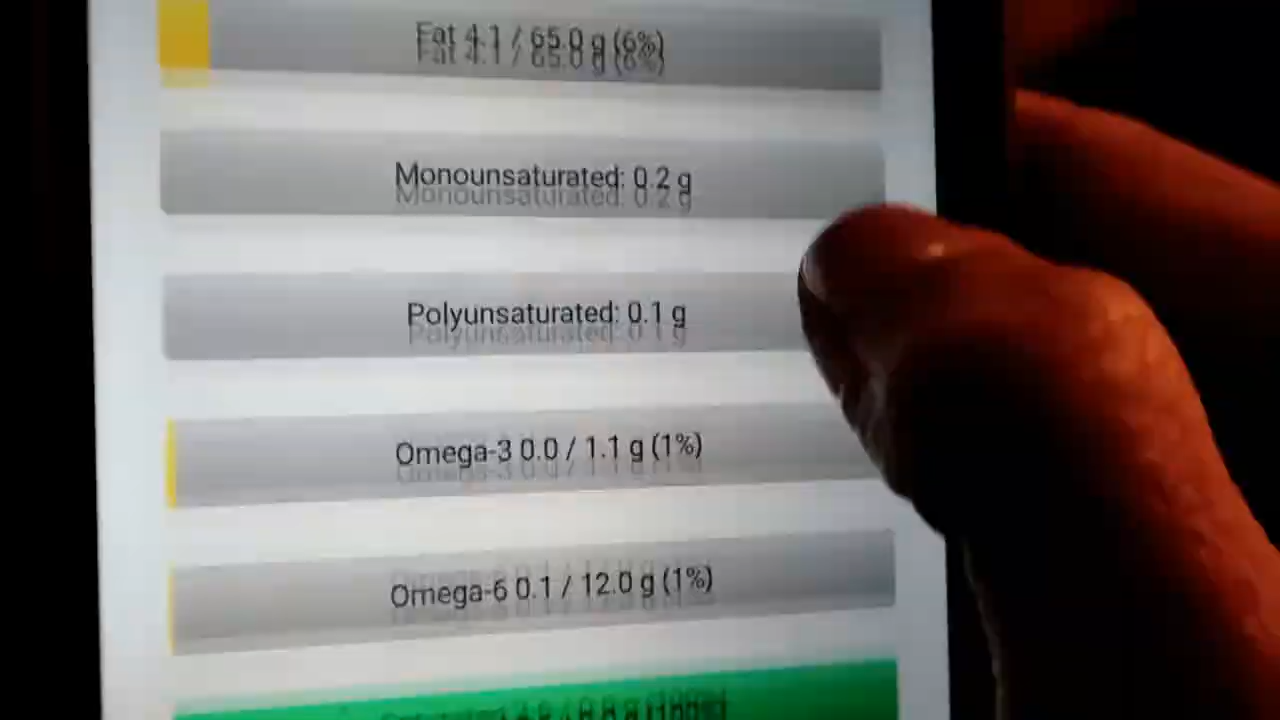 Fat 4.1 / 65.0 g (6%)
Monounsaturated: 0.2 g
Polyunsaturated: 0.1 g
Omega-3 0.0 / 1.1 g (1%)
Omega-6 0.1 / 12.0 g (1%)